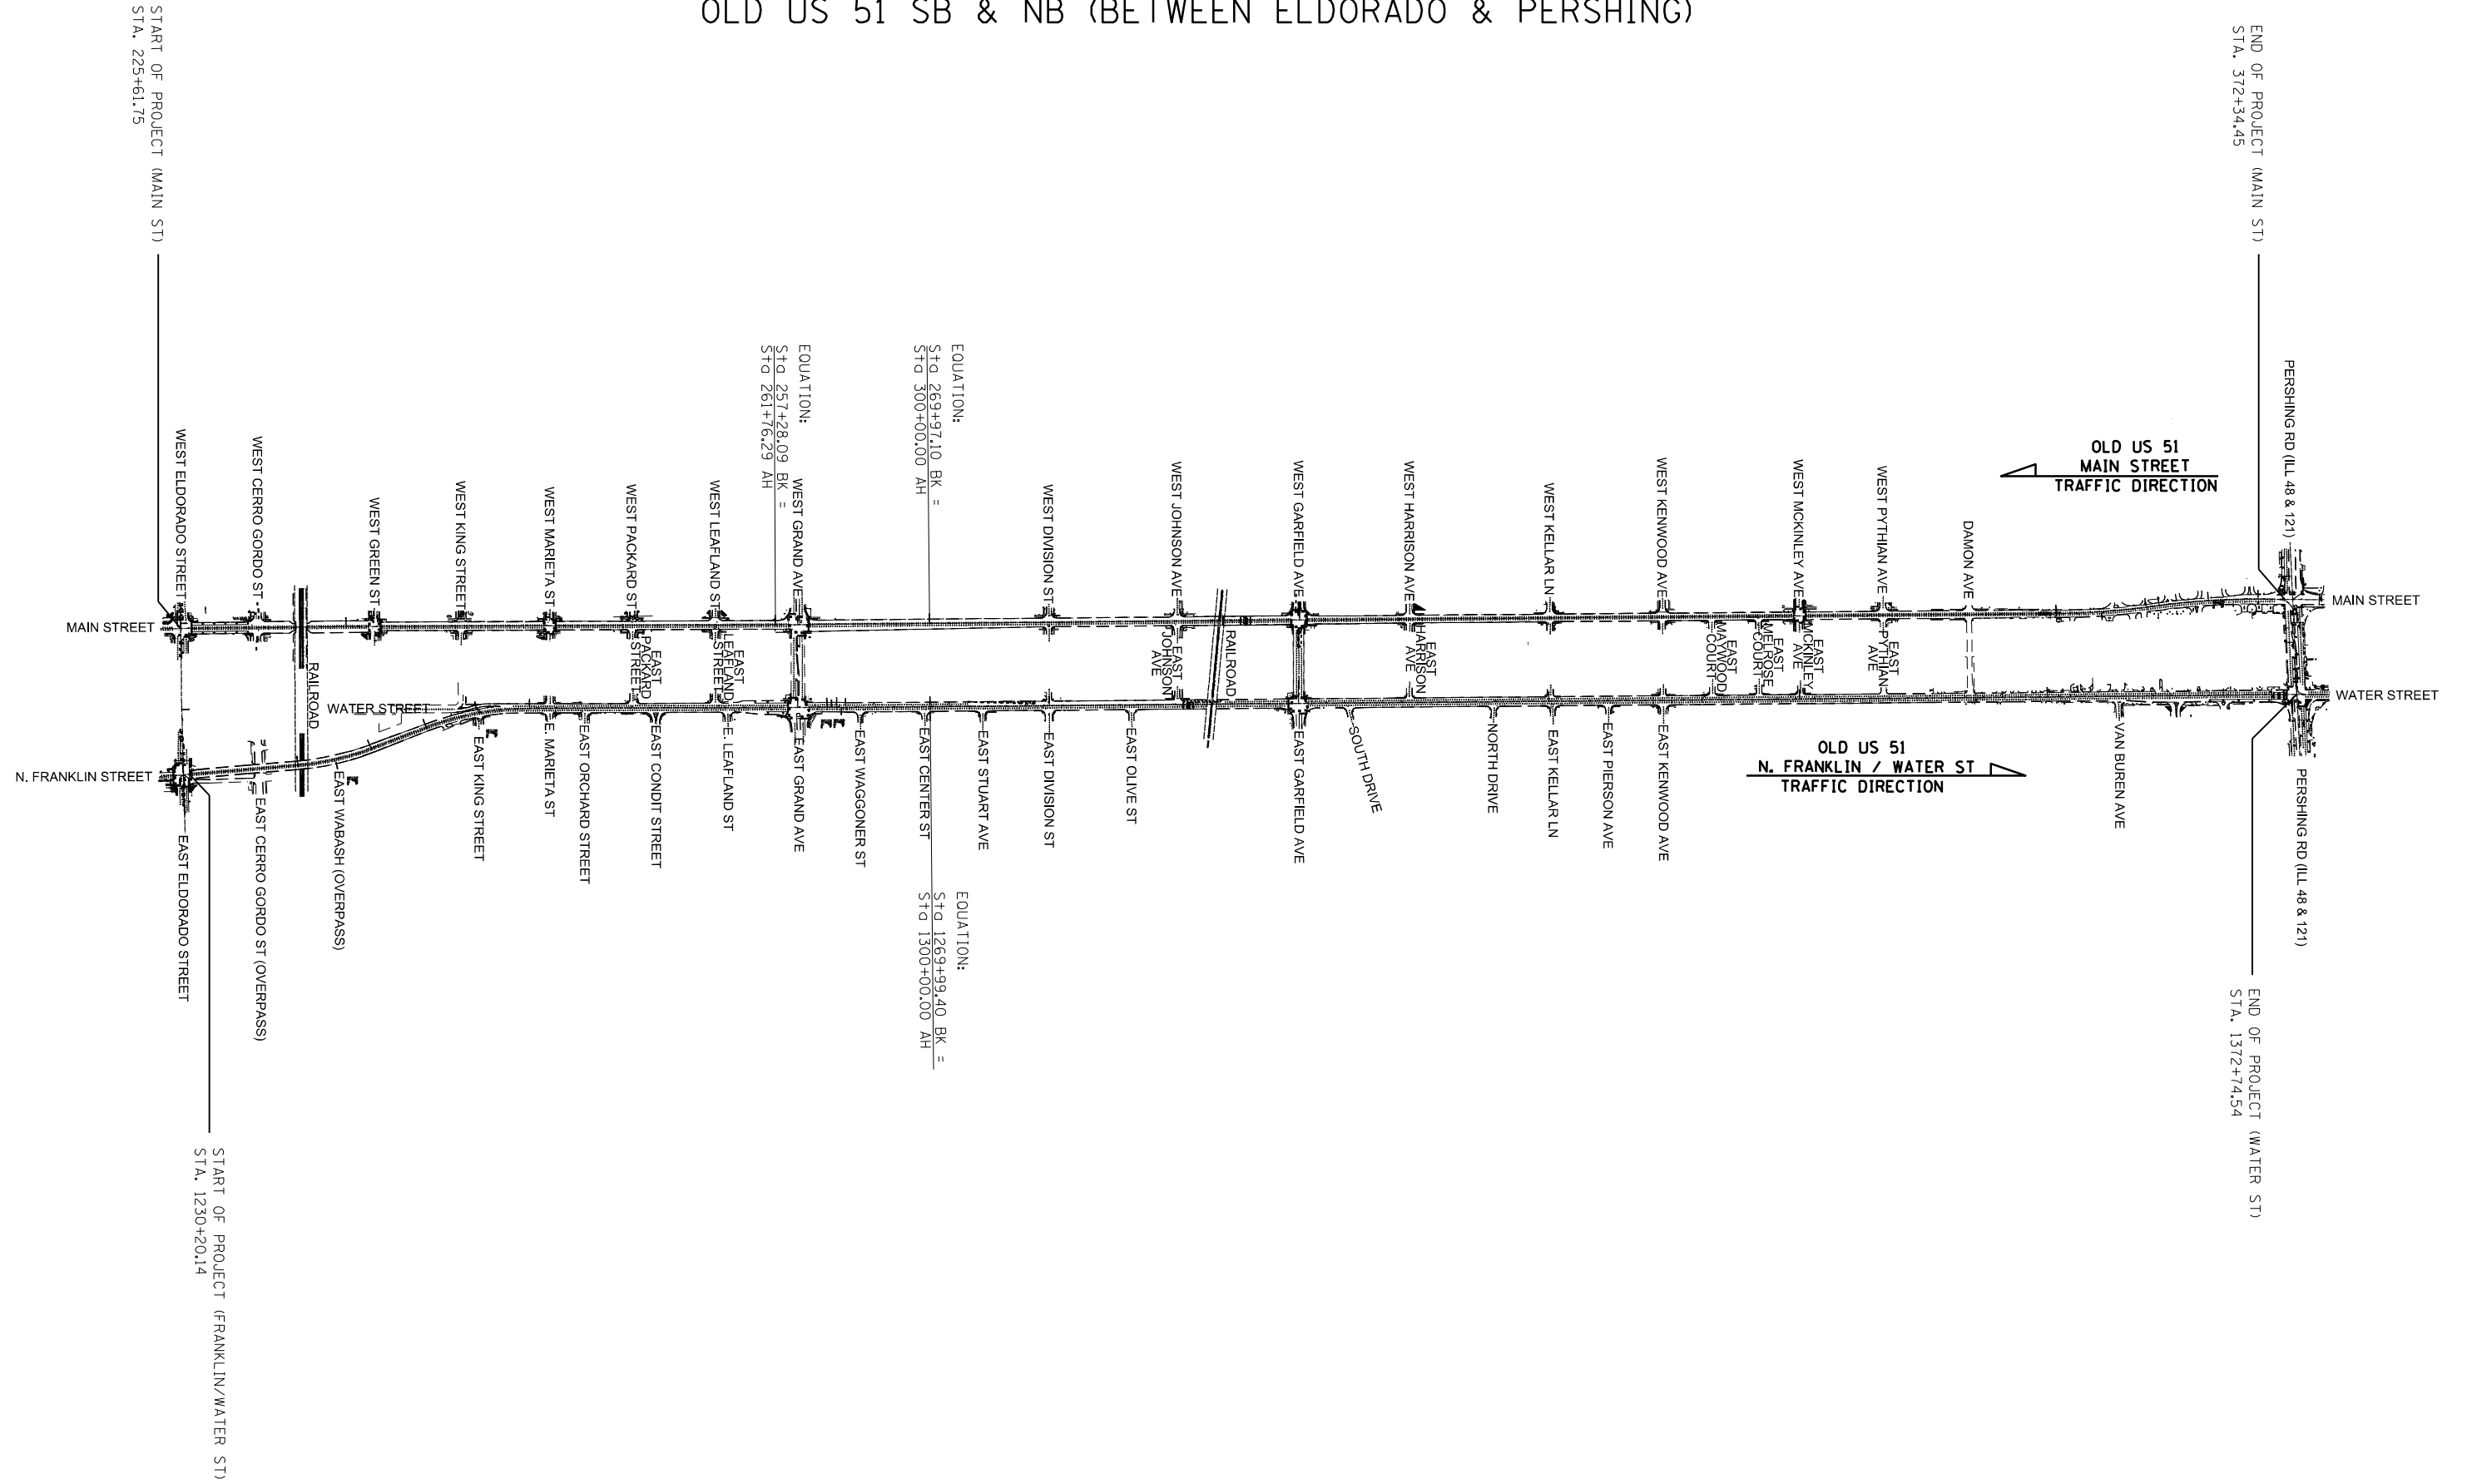 OLD US 51 SB & NB (BETWEEN ELDORADO & PERSHING)
START OF PROJECT (MAIN ST)
STA. 225+61.75
END OF PROJECT (MAIN ST)
STA. 372+34.45
EQUATION:
Sta 257+28.09 BK =
Sta 261+76.29 AH
EQUATION:
Sta 269+97.10 BK =
Sta 300+00.00 AH
OLD US 51
MAIN STREET
TRAFFIC DIRECTION
WEST ELDORADO STREET
WEST CERRO GORDO ST
WEST GREEN ST
WEST KING STREET
WEST MARIETA ST
WEST PACKARD ST
WEST LEAFLAND ST
WEST GRAND AVE
WEST DIVISION ST
WEST JOHNSON AVE
WEST GARFIELD AVE
WEST HARRISON AVE
WEST KELLAR LN
WEST KENWOOD AVE
WEST MCKINLEY AVE
WEST PYTHIAN AVE
DAMON AVE
PERSHING RD (ILL 48 & 121)
MAIN STREET
MAIN STREET
RAILROAD
EAST
PACKARD
STREET
EAST
LEAFLAND
STREET
EAST
JOHNSON
AVE
RAILROAD
EAST
HARRISON
AVE
EAST
MAYWOOD
COURT
EAST
MELROSE
COURT
EAST
MCKINLEY
AVE
EAST
PYTHIAN
AVE
WATER STREET
WATER STREET
N. FRANKLIN STREET
EAST ELDORADO STREET
EAST CERRO GORDO ST (OVERPASS)
EAST WABASH (OVERPASS)
EAST KING STREET
E. MARIETA ST
EAST ORCHARD STREET
EAST CONDIT STREET
E. LEAFLAND ST
EAST GRAND AVE
EAST WAGGONER ST
EAST CENTER ST
EAST STUART AVE
EAST DIVISION ST
EAST OLIVE ST
EAST GARFIELD AVE
SOUTH DRIVE
NORTH DRIVE
EAST KELLAR LN
EAST PIERSON AVE
EAST KENWOOD AVE
VAN BUREN AVE
PERSHING RD (ILL 48 & 121)
OLD US 51
N. FRANKLIN / WATER ST
TRAFFIC DIRECTION
EQUATION:
Sta 1269+99.40 BK =
Sta 1300+00.00 AH
END OF PROJECT (WATER ST)
STA. 1372+74.54
START OF PROJECT (FRANKLIN/WATER ST)
STA. 1230+20.14